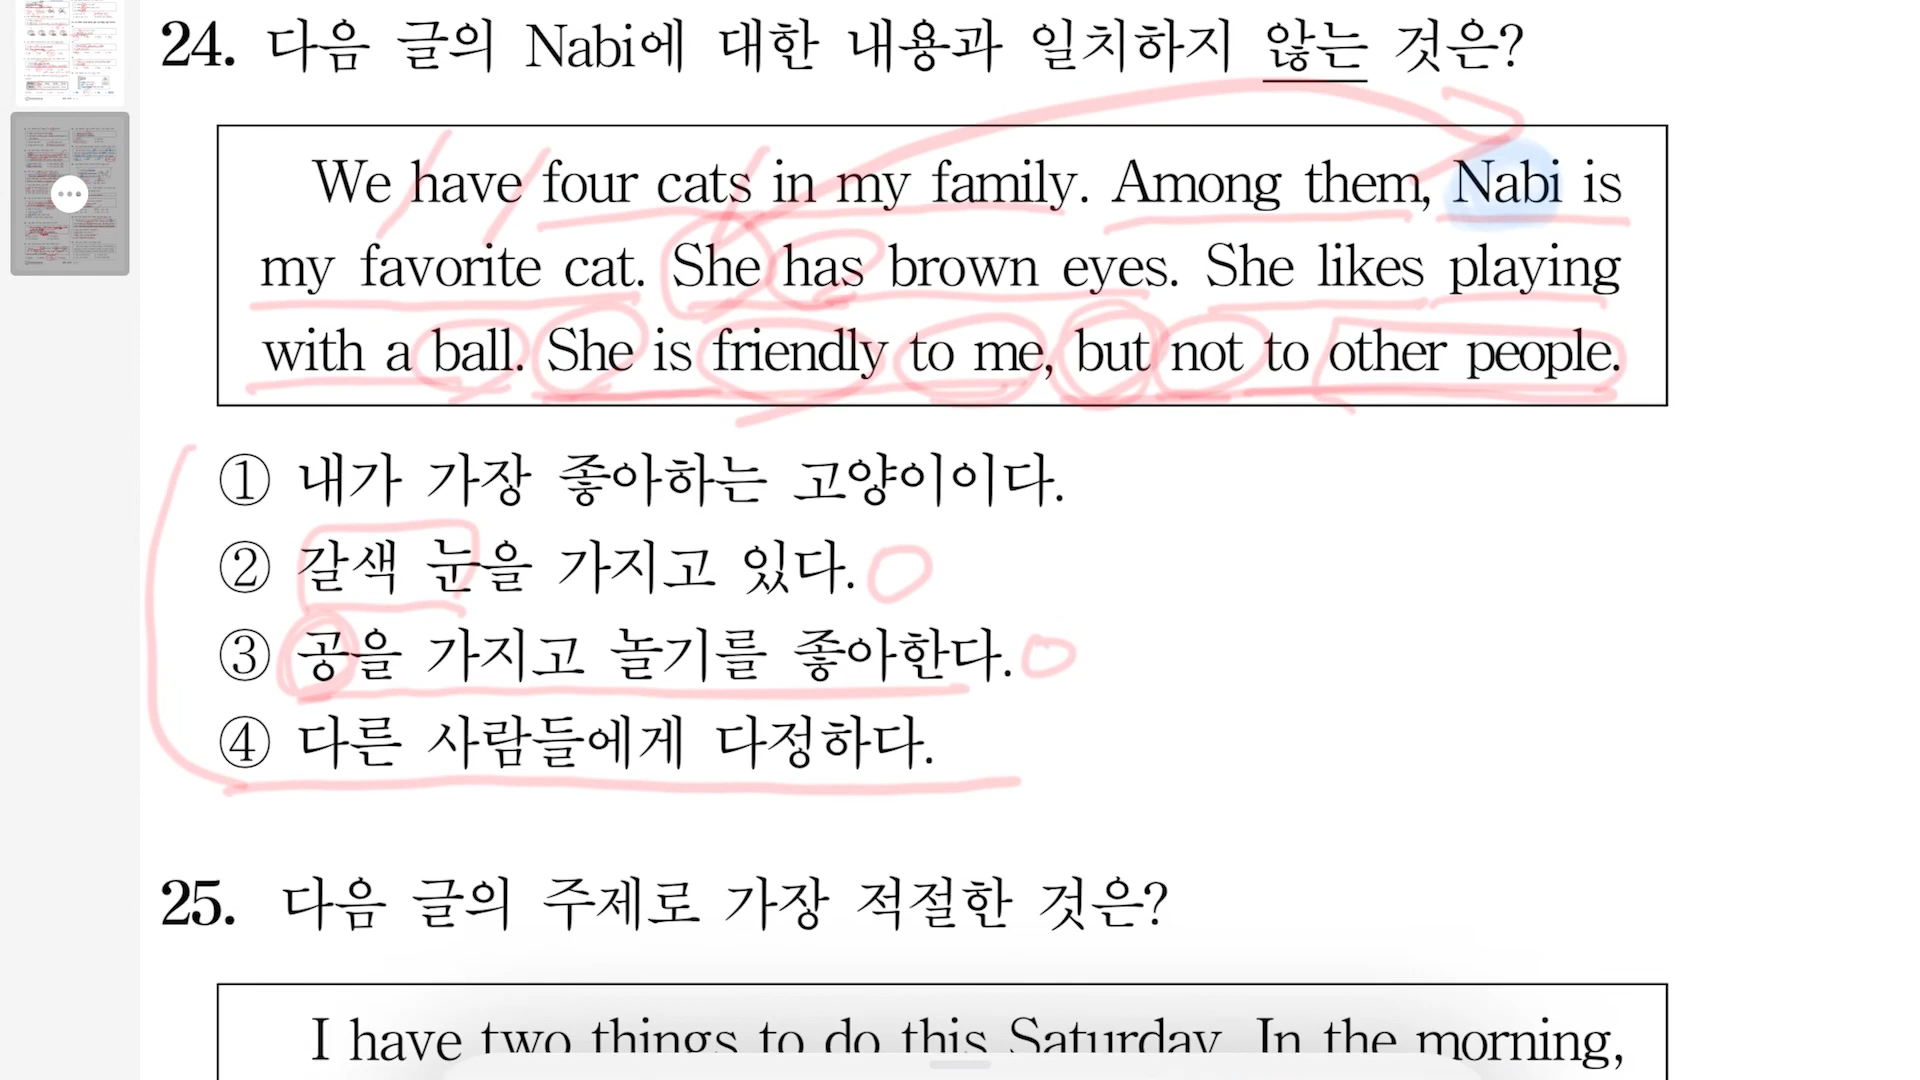 24. 다음 글의 Nabi에 대한 내용과 일치하지 않는 것은?
We have four cats in my family. Among them, Nabi is
my favorite cat. She has brown eyes. She likes playing
with a ball. She is friendly to me, but not to other people.
① 내가 가장 좋아하는 고양이이다.
② 갈색 눈을 가지고 있다.
③ 공을 가지고 놀기를 좋아한다.
④ 다른 사람들에게 다정하다.
25. 다음 글의 주제로 가장 적절한 것은?
I have two things to do this Saturday. In the morning,